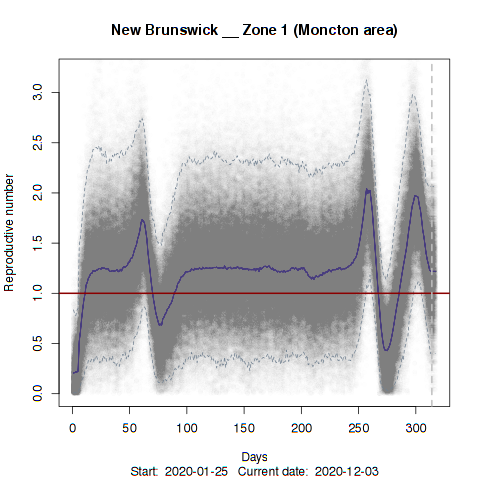 New Brunswick __ Zone 1 (Moncton area)
Reproductive number
3.0
2.5
2.0
1.5
1.0
0.5
0.0
0 50 100 150 200 250 300
Days
Start: 2020-01-25 Current date: 2020-12-03